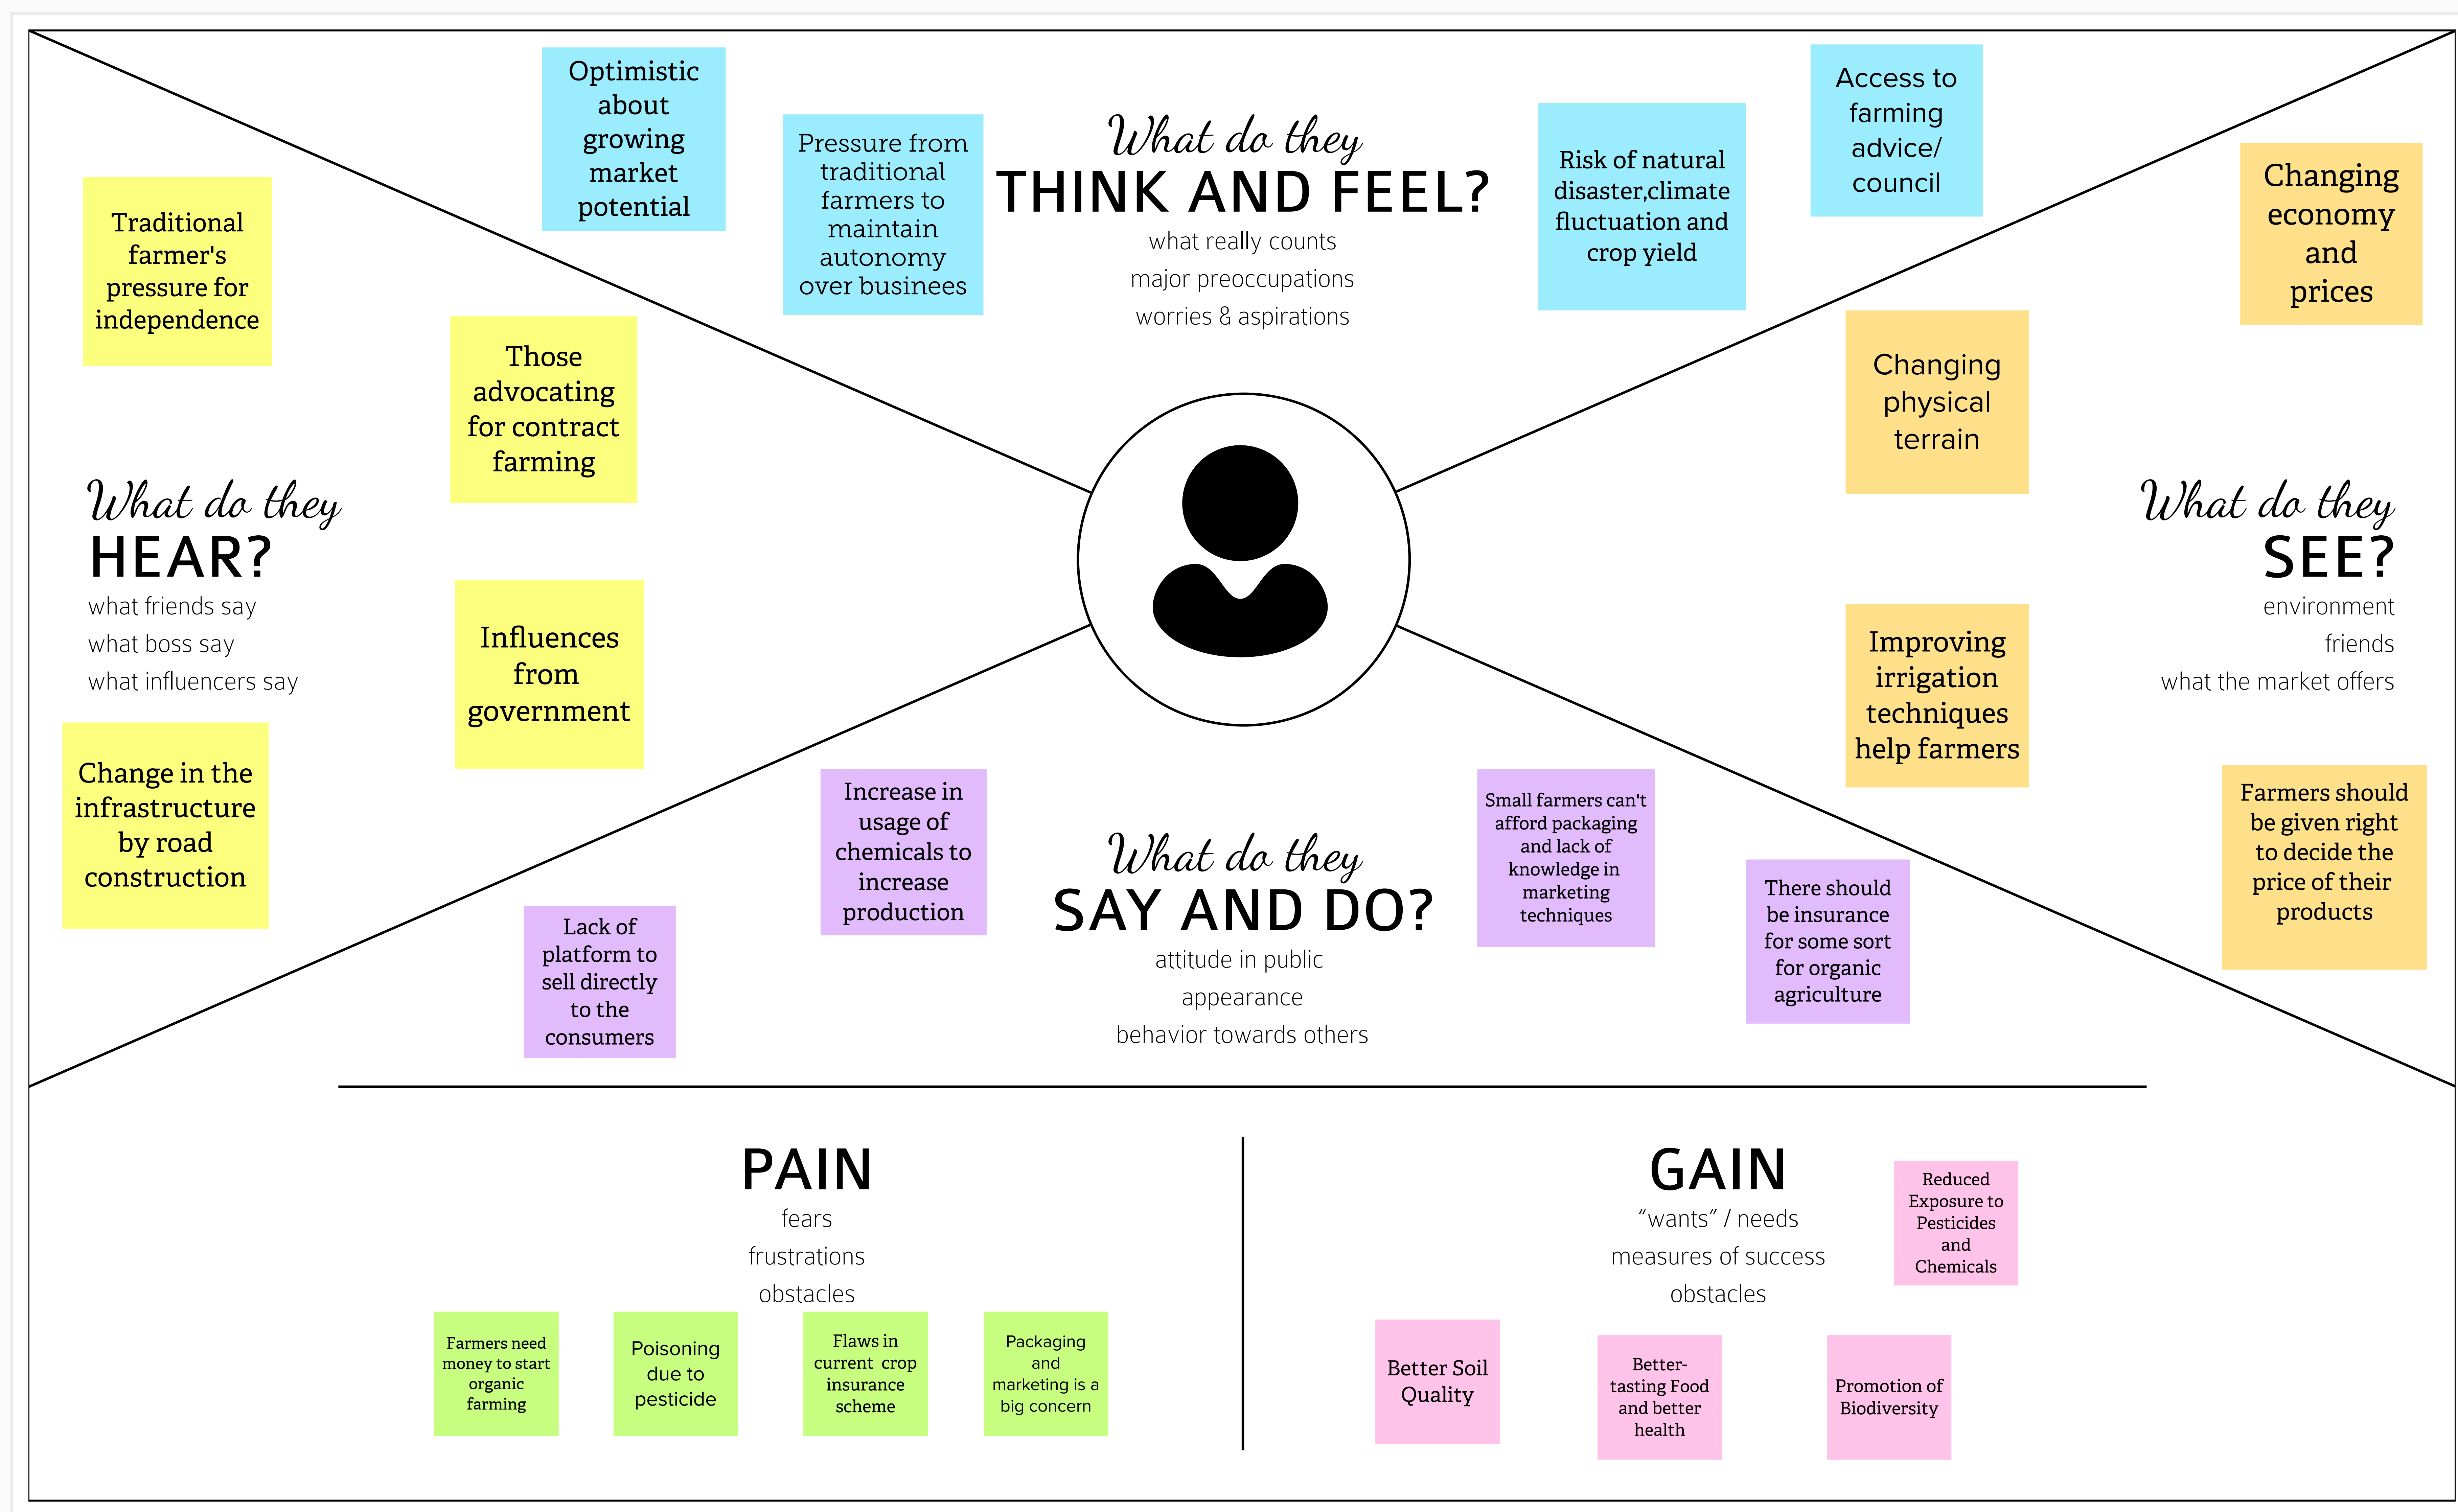 Optimistic
about
growing
market
potential
Pressure from
traditional
farmers to
maintain
autonomy
over businees
What do they
THINK AND FEEL?
what really counts
major preoccupations
worries & aspirations
Risk of natural
disaster,climate
fluctuation and
crop yield
Access to
farming
advice/
council
Traditional
farmer's
pressure for
independence
Those
advocating
for contract
farming
What do they
HEAR?
what friends say
what boss say
what influencers say
Influences
from
government
Change in the
infrastructure
by road
construction
Changing
economy
and
prices
Changing
physical
terrain
What do they
SEE?
environment
friends
what the market offers
Improving
irrigation
techniques
help farmers
Farmers should
be given right
to decide the
price of their
products
Lack of
platform to
sell directly
to the
consumers
Increase in
usage of
chemicals to
increase
production
What do they
SAY AND DO?
attitude in public
appearance
behavior towards others
Small farmers can't
afford packaging
and lack of
knowledge in
marketing
techniques
There should
be insurance
for some sort
for organic
agriculture
PAIN
fears
frustrations
obstacles
Farmers need
money to start
organic
farming
Poisoning
due to
pesticide
Flaws in
current crop
insurance
scheme
Packaging
and
marketing is a
big concern
GAIN
“wants” / needs
measures of success
obstacles
Reduced
Exposure to
Pesticides
and
Chemicals
Better Soil
Quality
Better-
tasting Food
and better
health
Promotion of
Biodiversity